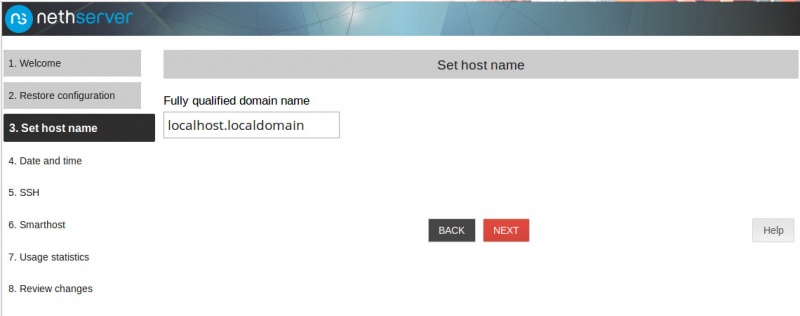 nethserver
1. Welcome
2. Restore configuration
3. Set host name
4. Date and time
5. SSH
6. Smarthost
7. Usage statistics
8. Review changes
Set host name
Fully qualified domain name
localhost.localdomain
BACK
NEXT
Help